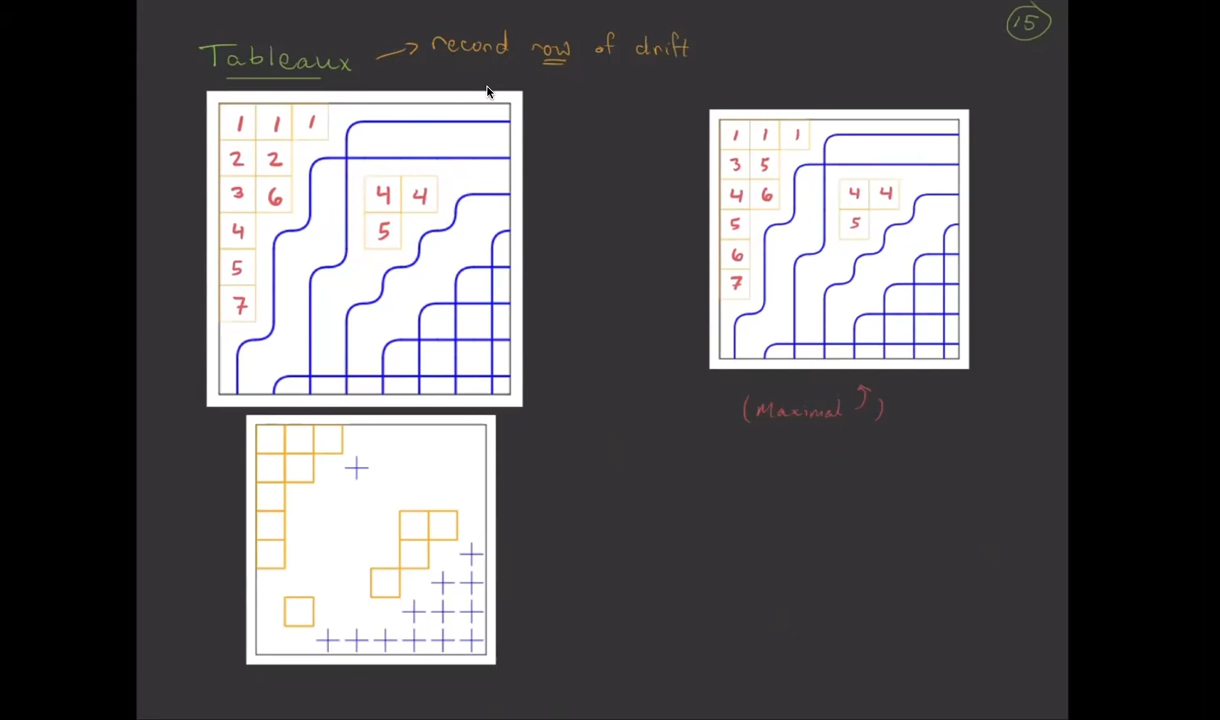 15
Tableaux → record row of drift
1 1 1
2 2
3 6 4 4
4 5
5
7
1 1 1
3 5
4 6 4 4
5 5
6
7
(Maximal ↑)